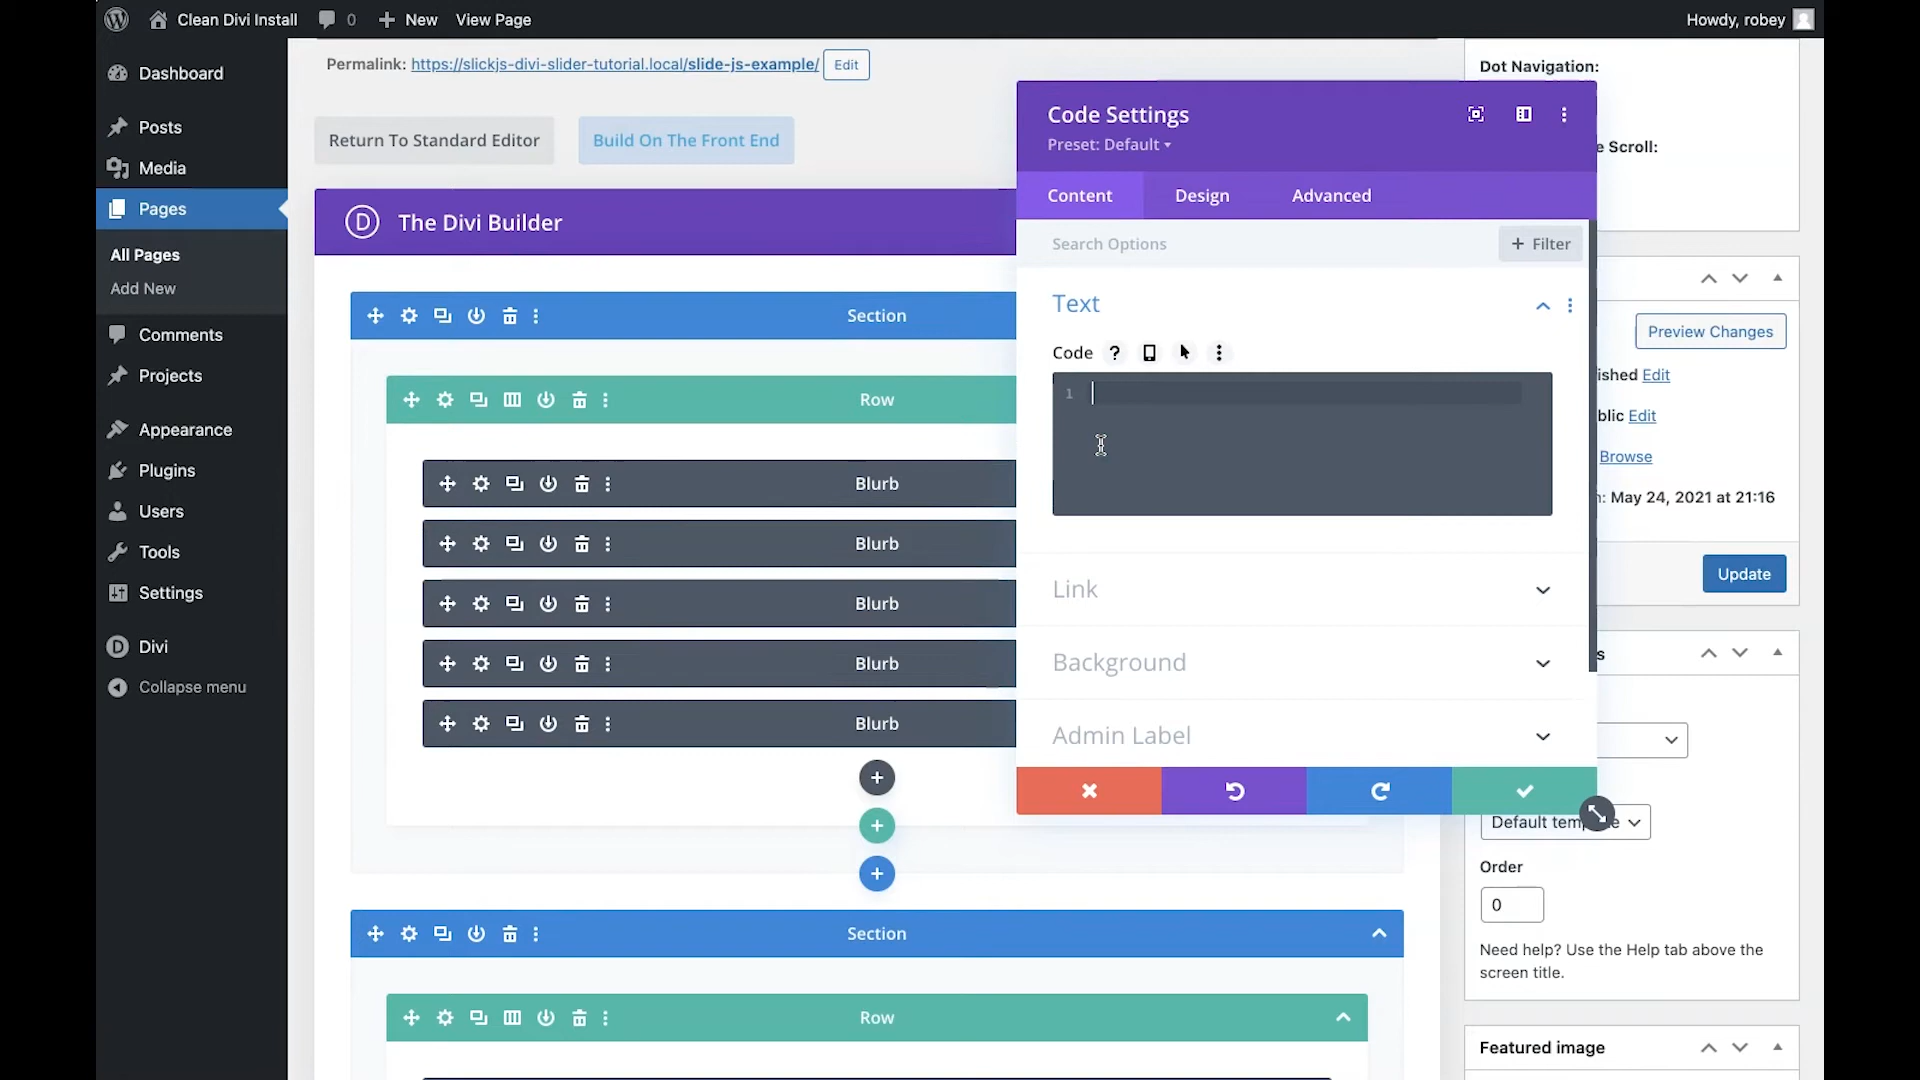 Clean Divi Install
0
New
View Page
Howdy, robey
Dashboard
Posts
Media
Pages
All Pages
Add New
Comments
Projects
Appearance
Plugins
Users
Tools
Settings
Divi
Collapse menu
Permalink: https://slickjs-divi-slider-tutorial.local/slide-js-example/ Edit
Return To Standard Editor
Build On The Front End
The Divi Builder
Section
Row
Blurb
Blurb
Blurb
Blurb
Blurb
Section
Row
Code Settings
Preset: Default
Content
Design
Advanced
Search Options
+ Filter
Text
Code ?
1
Link
Background
Admin Label
Dot Navigation:
e Scroll:
Preview Changes
ished Edit
blic Edit
Browse
n: May 24, 2021 at 21:16
Update
s
Default temp e
Order
0
Need help? Use the Help tab above the
screen title.
Featured image